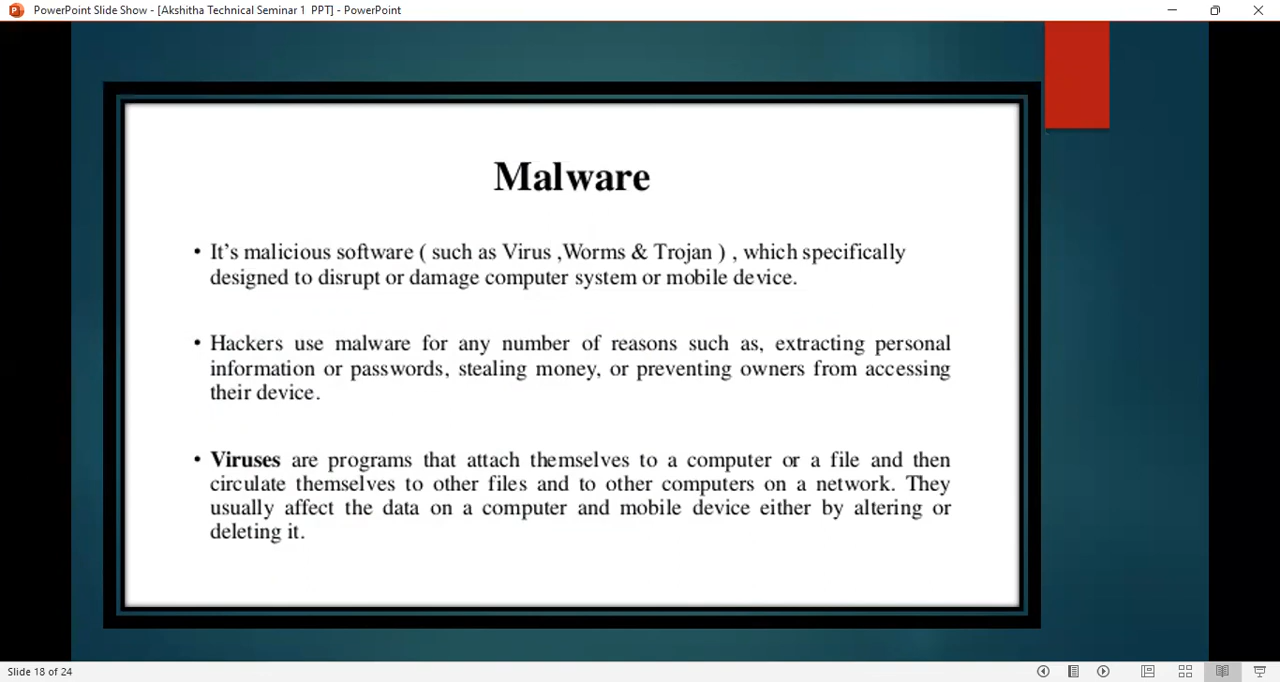 PowerPoint Slide Show - [Akshitha Technical Seminar 1 PPT] - PowerPoint
Malware
• It's malicious software ( such as Virus ,Worms & Trojan ) , which specifically
designed to disrupt or damage computer system or mobile device.
• Hackers use malware for any number of reasons such as, extracting personal
information or passwords, stealing money, or preventing owners from accessing
their device.
• Viruses are programs that attach themselves to a computer or a file and then
circulate themselves to other files and to other computers on a network. They
usually affect the data on a computer and mobile device either by altering or
deleting it.
Slide 18 of 24